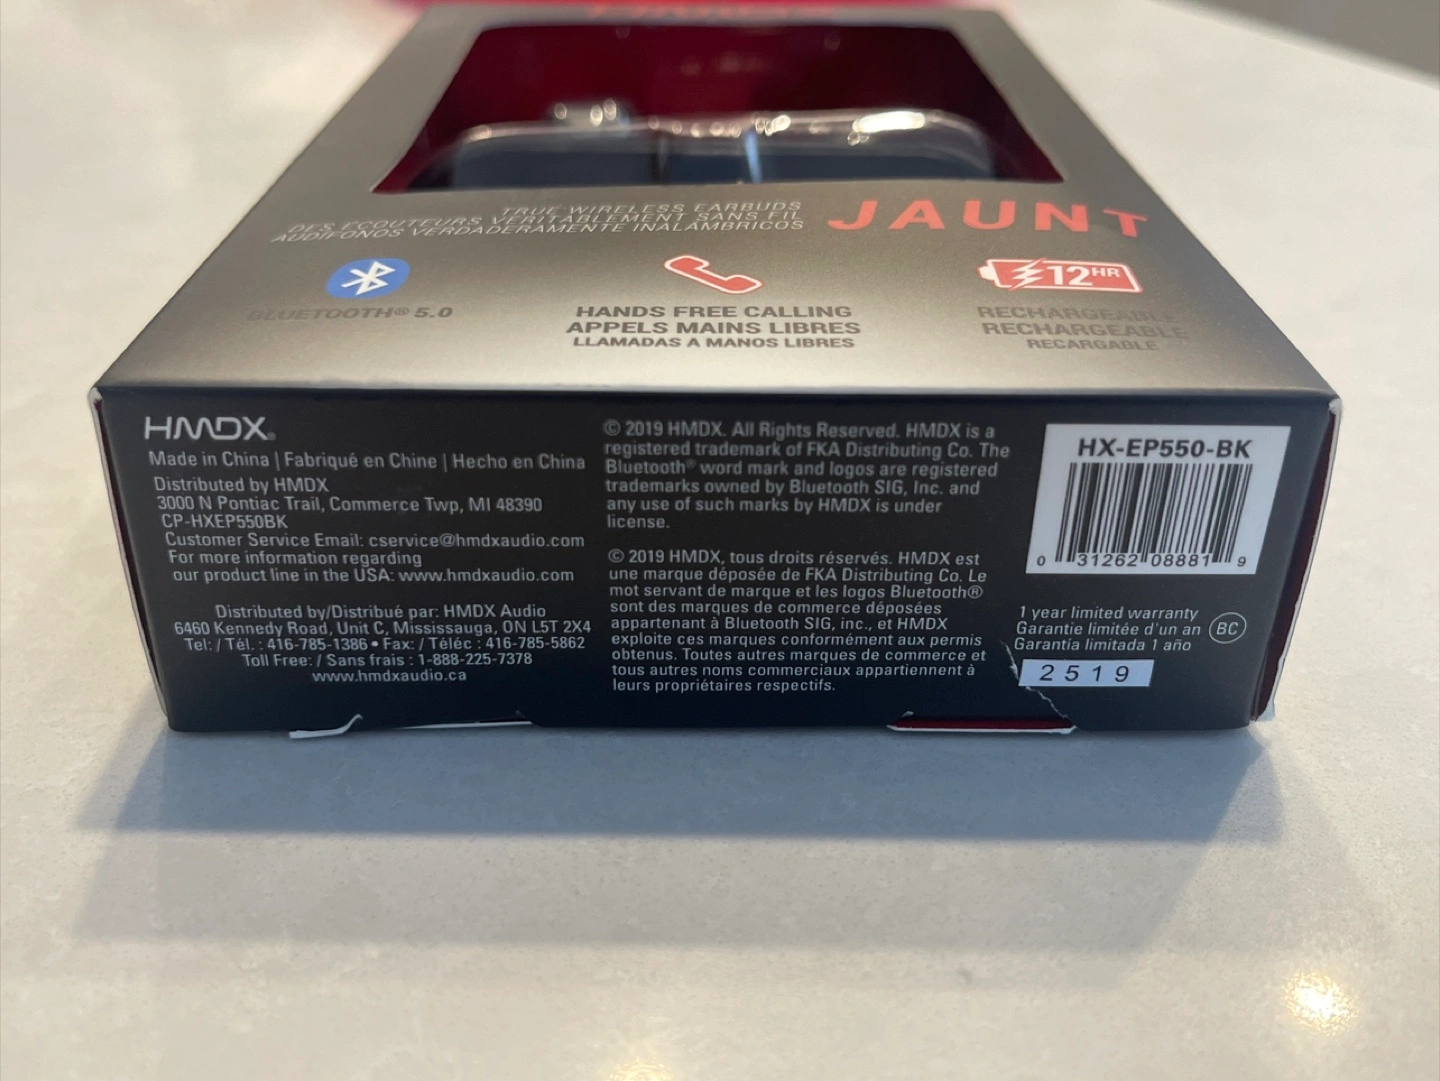 TRUE WIRELESS EARBUDS
DES ÉCOUTEURS VÉRITABLEMENT SANS FIL
AUDÍFONOS VERDADERAMENTE INALÁMBRICOS
JAUNT
BLUETOOTH® 5.0
HANDS FREE CALLING
APPELS MAINS LIBRES
LLAMADAS A MANOS LIBRES
12HR
RECHARGEABLE
RECHARGEABLE
RECARGABLE
HMDX®
Made in China | Fabriqué en Chine | Hecho en China
Distributed by HMDX
3000 N Pontiac Trail, Commerce Twp, MI 48390
CP-HXEP550BK
Customer Service Email: cservice@hmdxaudio.com
For more information regarding
our product line in the USA: www.hmdxaudio.com
Distributed by/Distribué par: HMDX Audio
6460 Kennedy Road, Unit C, Mississauga, ON L5T 2X4
Tel: / Tél. : 416-785-1386 • Fax: / Téléc : 416-785-5862
Toll Free: / Sans frais : 1-888-225-7378
www.hmdxaudio.ca
© 2019 HMDX. All Rights Reserved. HMDX is a
registered trademark of FKA Distributing Co. The
Bluetooth® word mark and logos are registered
trademarks owned by Bluetooth SIG, Inc. and
any use of such marks by HMDX is under
license.
© 2019 HMDX, tous droits réservés. HMDX est
une marque déposée de FKA Distributing Co. Le
mot servant de marque et les logos Bluetooth®
sont des marques de commerce déposées
appartenant à Bluetooth SIG, inc., et HMDX
exploite ces marques conformément aux permis
obtenus. Toutes autres marques de commerce et
tous autres noms commerciaux appartiennent à
leurs propriétaires respectifs.
HX-EP550-BK
0 31262 08881 9
1 year limited warranty
Garantie limitée d'un an
Garantía limitada 1 año
BC
2519